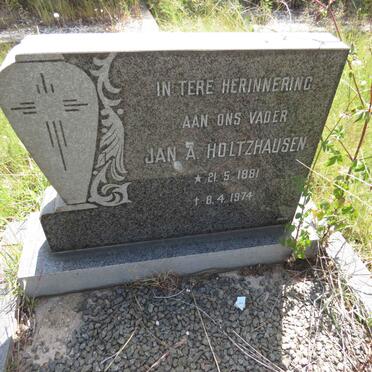 IN TERE HERINNERING
AAN ONS VADER
JAN A. HOLTZHAUSEN
★ 21.5.1881
† 8.4.1974